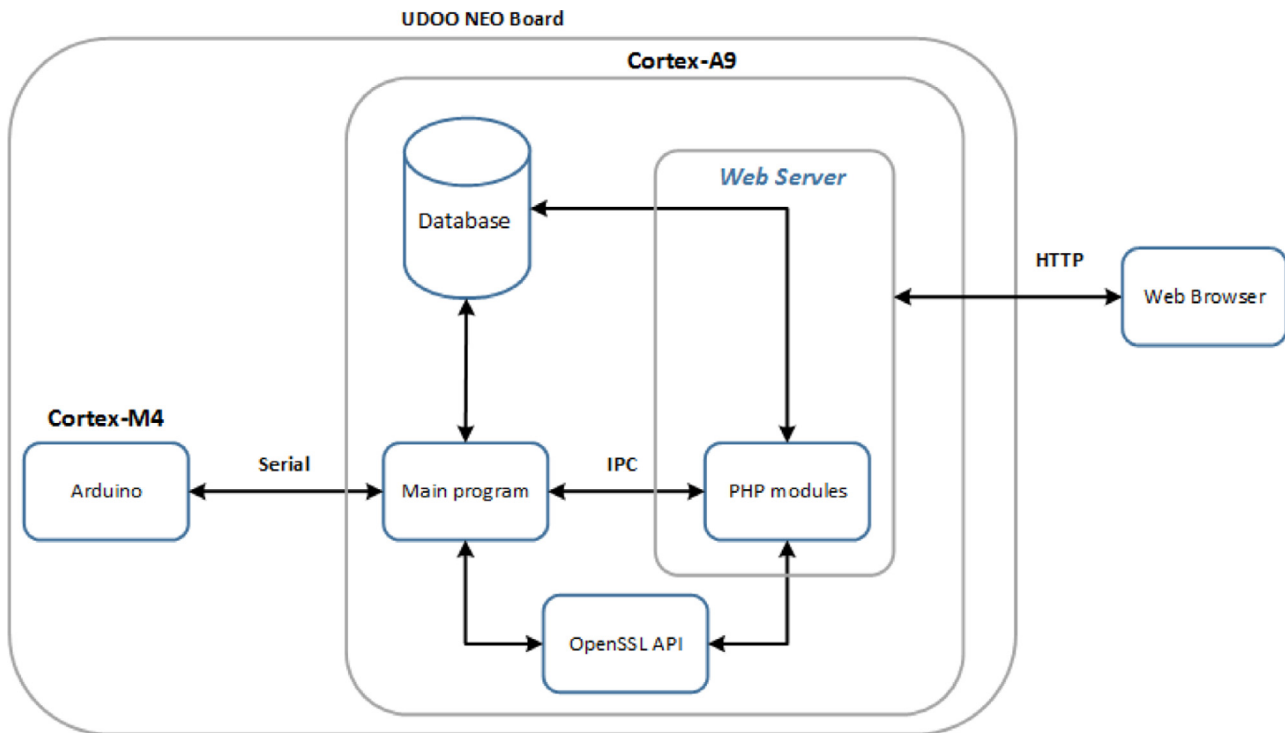 UDOO NEO Board
Cortex-A9
Web Server
Database
HTTP
Web Browser
Cortex-M4
Serial
IPC
Arduino
Main program
PHP modules
OpenSSL API